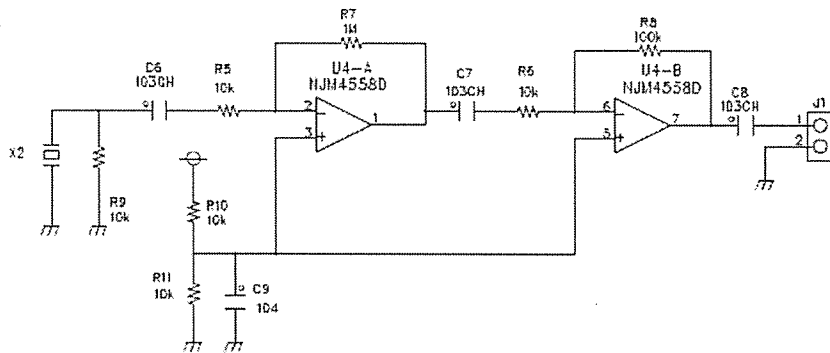 R7
1M
R8
100k
C6
103CH
R5
10k
U4-A
NJM4558D
C7
103CH
R6
10k
U4-B
NJM4558D
C8
103CH
J1
2
3
1
6
5
7
1
2
X2
R9
10k
R10
10k
R11
10k
C9
104